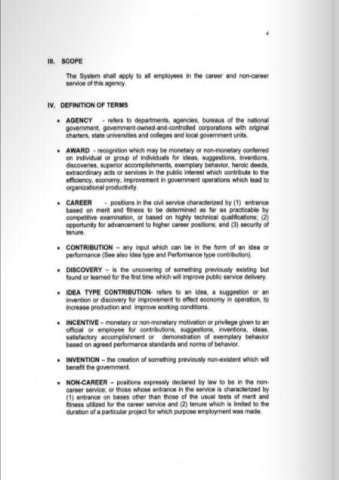 4
III. SCOPE
The System shall apply to all employees in the career and non-career
service of this agency.
IV. DEFINITION OF TERMS
• AGENCY - refers to departments, agencies, bureaus of the national
government, government-owned-and-controlled corporations with original
charters, state universities and colleges and local government units.
• AWARD - recognition which may be monetary or non-monetary conferred
on individual or group of individuals for ideas, suggestions, inventions,
discoveries, superior accomplishments, exemplary behavior, heroic deeds,
extraordinary acts or services in the public interest which contribute to the
efficiency, economy, improvement in government operations which lead to
organizational productivity.
• CAREER - positions in the civil service characterized by (1) entrance
based on merit and fitness to be determined as far as practicable by
competitive examination, or based on highly technical qualifications; (2)
opportunity for advancement to higher career positions; and (3) security of
tenure.
• CONTRIBUTION – any input which can be in the form of an idea or
performance (See also Idea type and Performance type contribution).
• DISCOVERY – is the uncovering of something previously existing but
found or learned for the first time which will improve public service delivery.
• IDEA TYPE CONTRIBUTION- refers to an idea, a suggestion or an
invention or discovery for improvement to effect economy in operation, to
increase production and improve working conditions.
• INCENTIVE – monetary or non-monetary motivation or privilege given to an
official or employee for contributions, suggestions, inventions, ideas,
satisfactory accomplishment or demonstration of exemplary behavior
based on agreed performance standards and norms of behavior.
• INVENTION – the creation of something previously non-existent which will
benefit the government.
• NON-CAREER – positions expressly declared by law to be in the non-
career service; or those whose entrance in the service is characterized by
(1) entrance on bases other than those of the usual tests of merit and
fitness utilized for the career service and (2) tenure which is limited to the
duration of a particular project for which purpose employment was made.